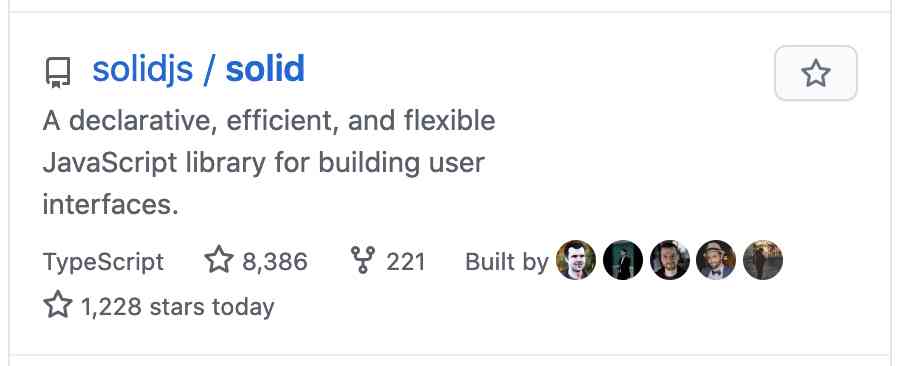 solidjs / solid
A declarative, efficient, and flexible
JavaScript library for building user
interfaces.
TypeScript 8,386 221 Built by
1,228 stars today